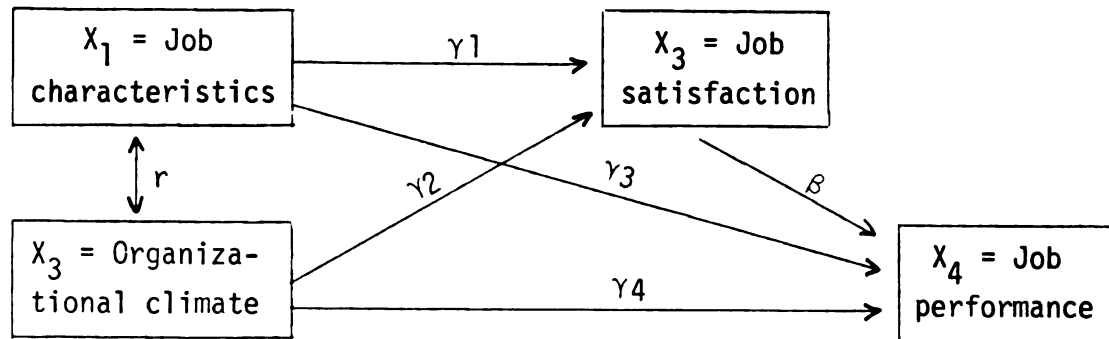 X₁ = Job
characteristics
γ1
X₃ = Job
satisfaction
r
γ2
γ3
β
X₃ = Organiza-
tional climate
γ4
X₄ = Job
performance